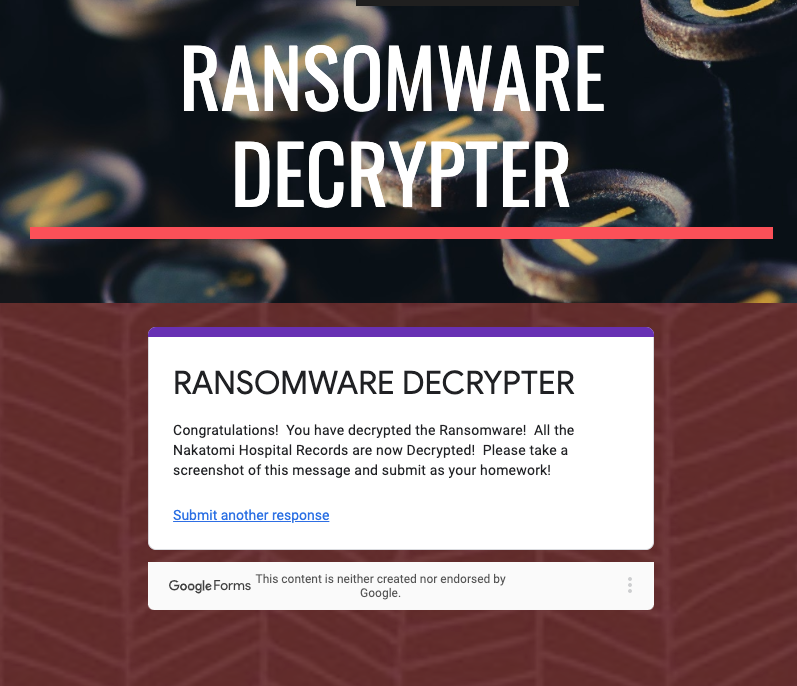 RANSOMWARE
DECRYPTER
RANSOMWARE DECRYPTER
Congratulations!  You have decrypted the Ransomware!  All the
Nakatomi Hospital Records are now Decrypted!  Please take a
screenshot of this message and submit as your homework!
Submit another response
Google Forms
This content is neither created nor endorsed by
Google.